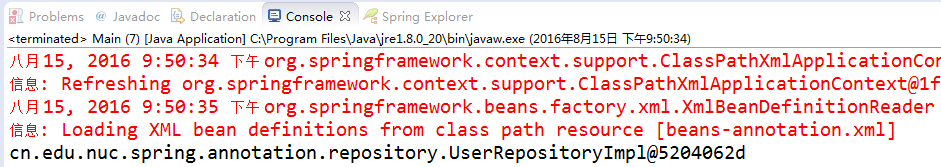 Problems @ Javadoc Declaration Console Spring Explorer
<terminated> Main (7) [Java Application] C:\Program Files\Java\jre1.8.0_20\bin\javaw.exe (2016年8月15日 下午9:50:34)
八月 15, 2016 9:50:34 下午 org.springframework.context.support.ClassPathXmlApplicationCon
信息: Refreshing org.springframework.context.support.ClassPathXmlApplicationContext@1f
八月 15, 2016 9:50:35 下午 org.springframework.beans.factory.xml.XmlBeanDefinitionReader
信息: Loading XML bean definitions from class path resource [beans-annotation.xml]
cn.edu.nuc.spring.annotation.repository.UserRepositoryImpl@5204062d